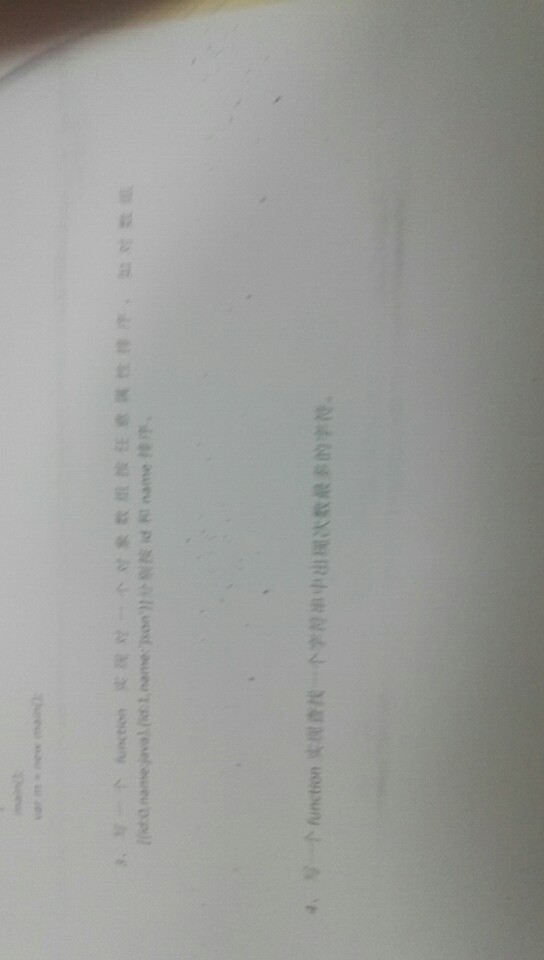 main();
var m = new main();
3、写一个 function 实现对一个对象数组按任意属性排序，如对数组
[{id:0,name:java},{id:1,name:'json'}]分别按 id 和 name 排序。
4、写一个 function 实现查找一个字符串中出现次数最多的字符。